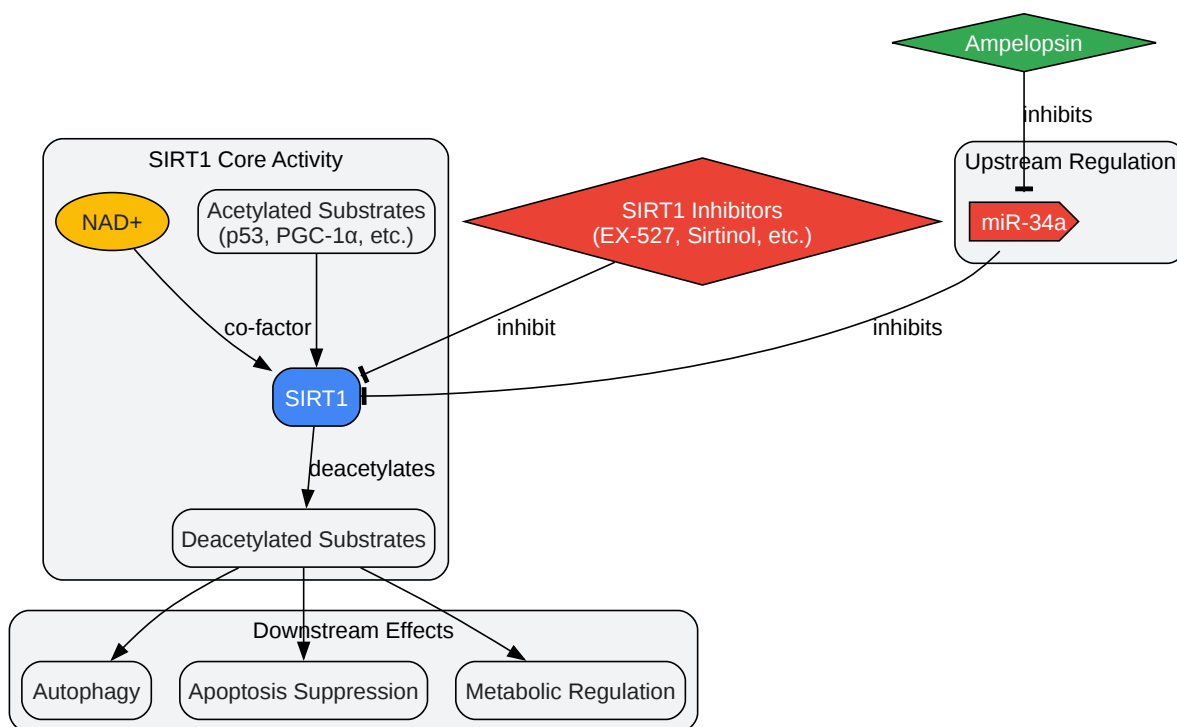 Ampelopsin
inhibits
SIRT1 Core Activity
Upstream Regulation
NAD+
Acetylated Substrates
(p53, PGC-1α, etc.)
SIRT1 Inhibitors
(EX-527, Sirtinol, etc.)
miR-34a
co-factor
inhibit
inhibits
SIRT1
deacetylates
Deacetylated Substrates
Downstream Effects
Autophagy
Apoptosis Suppression
Metabolic Regulation